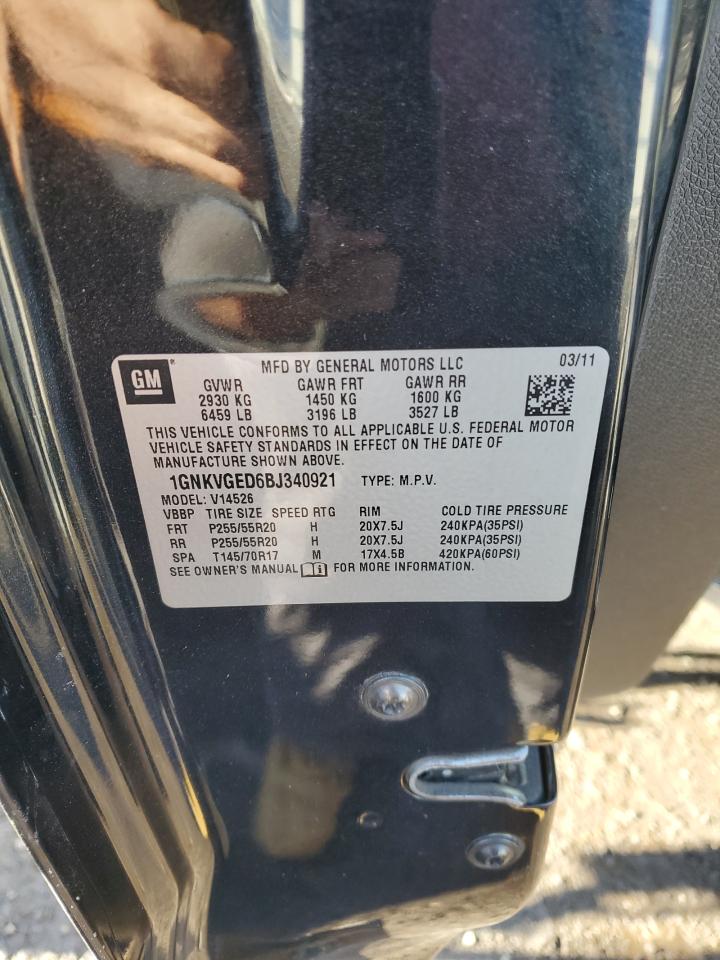 GM
MFD BY GENERAL MOTORS LLC 03/11
GVWR GAWR FRT GAWR RR
2930 KG 1450 KG 1600 KG
6459 LB 3196 LB 3527 LB
THIS VEHICLE CONFORMS TO ALL APPLICABLE U.S. FEDERAL MOTOR
VEHICLE SAFETY STANDARDS IN EFFECT ON THE DATE OF
MANUFACTURE SHOWN ABOVE.
1GNKVGED6BJ340921 TYPE: M.P.V.
MODEL: V14526
VBBP TIRE SIZE SPEED RTG RIM COLD TIRE PRESSURE
FRT P255/55R20 H 20X7.5J 240KPA(35PSI)
RR P255/55R20 H 20X7.5J 240KPA(35PSI)
SPA T145/70R17 M 17X4.5B 420KPA(60PSI)
SEE OWNER'S MANUAL FOR MORE INFORMATION.